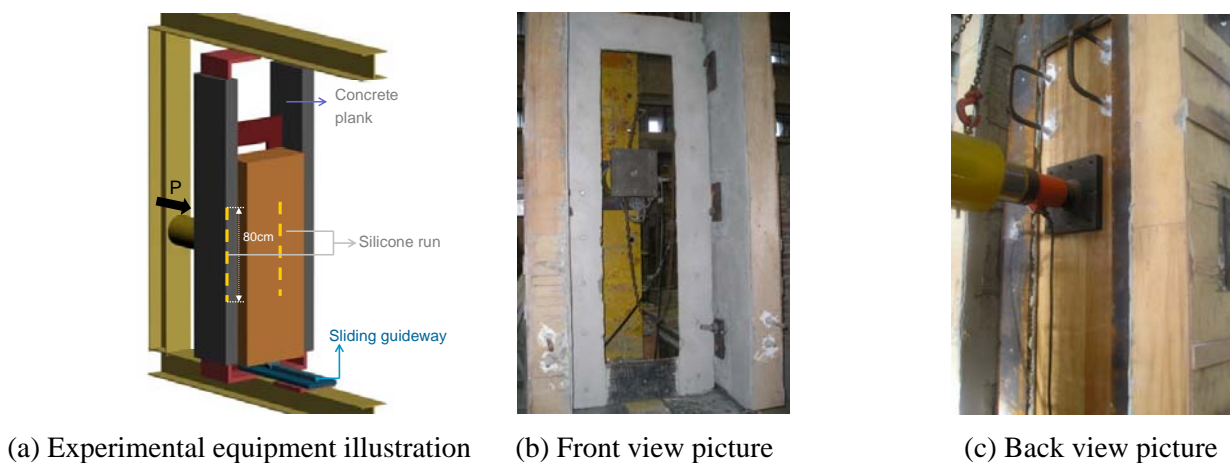 Concrete
plank
P
80cm
Silicone run
Sliding guideway
(a) Experimental equipment illustration
(b) Front view picture
(c) Back view picture